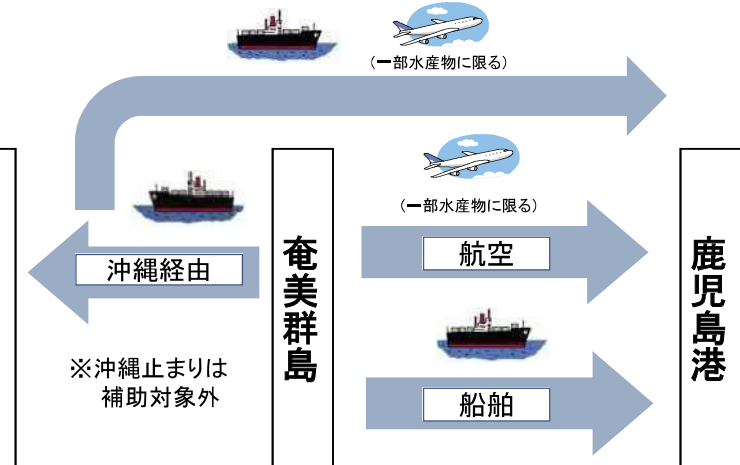 （一部水産物に限る）
（一部水産物に限る）
沖縄経由
奄美群島
航空
鹿児島港
※沖縄止まりは
補助対象外
船舶